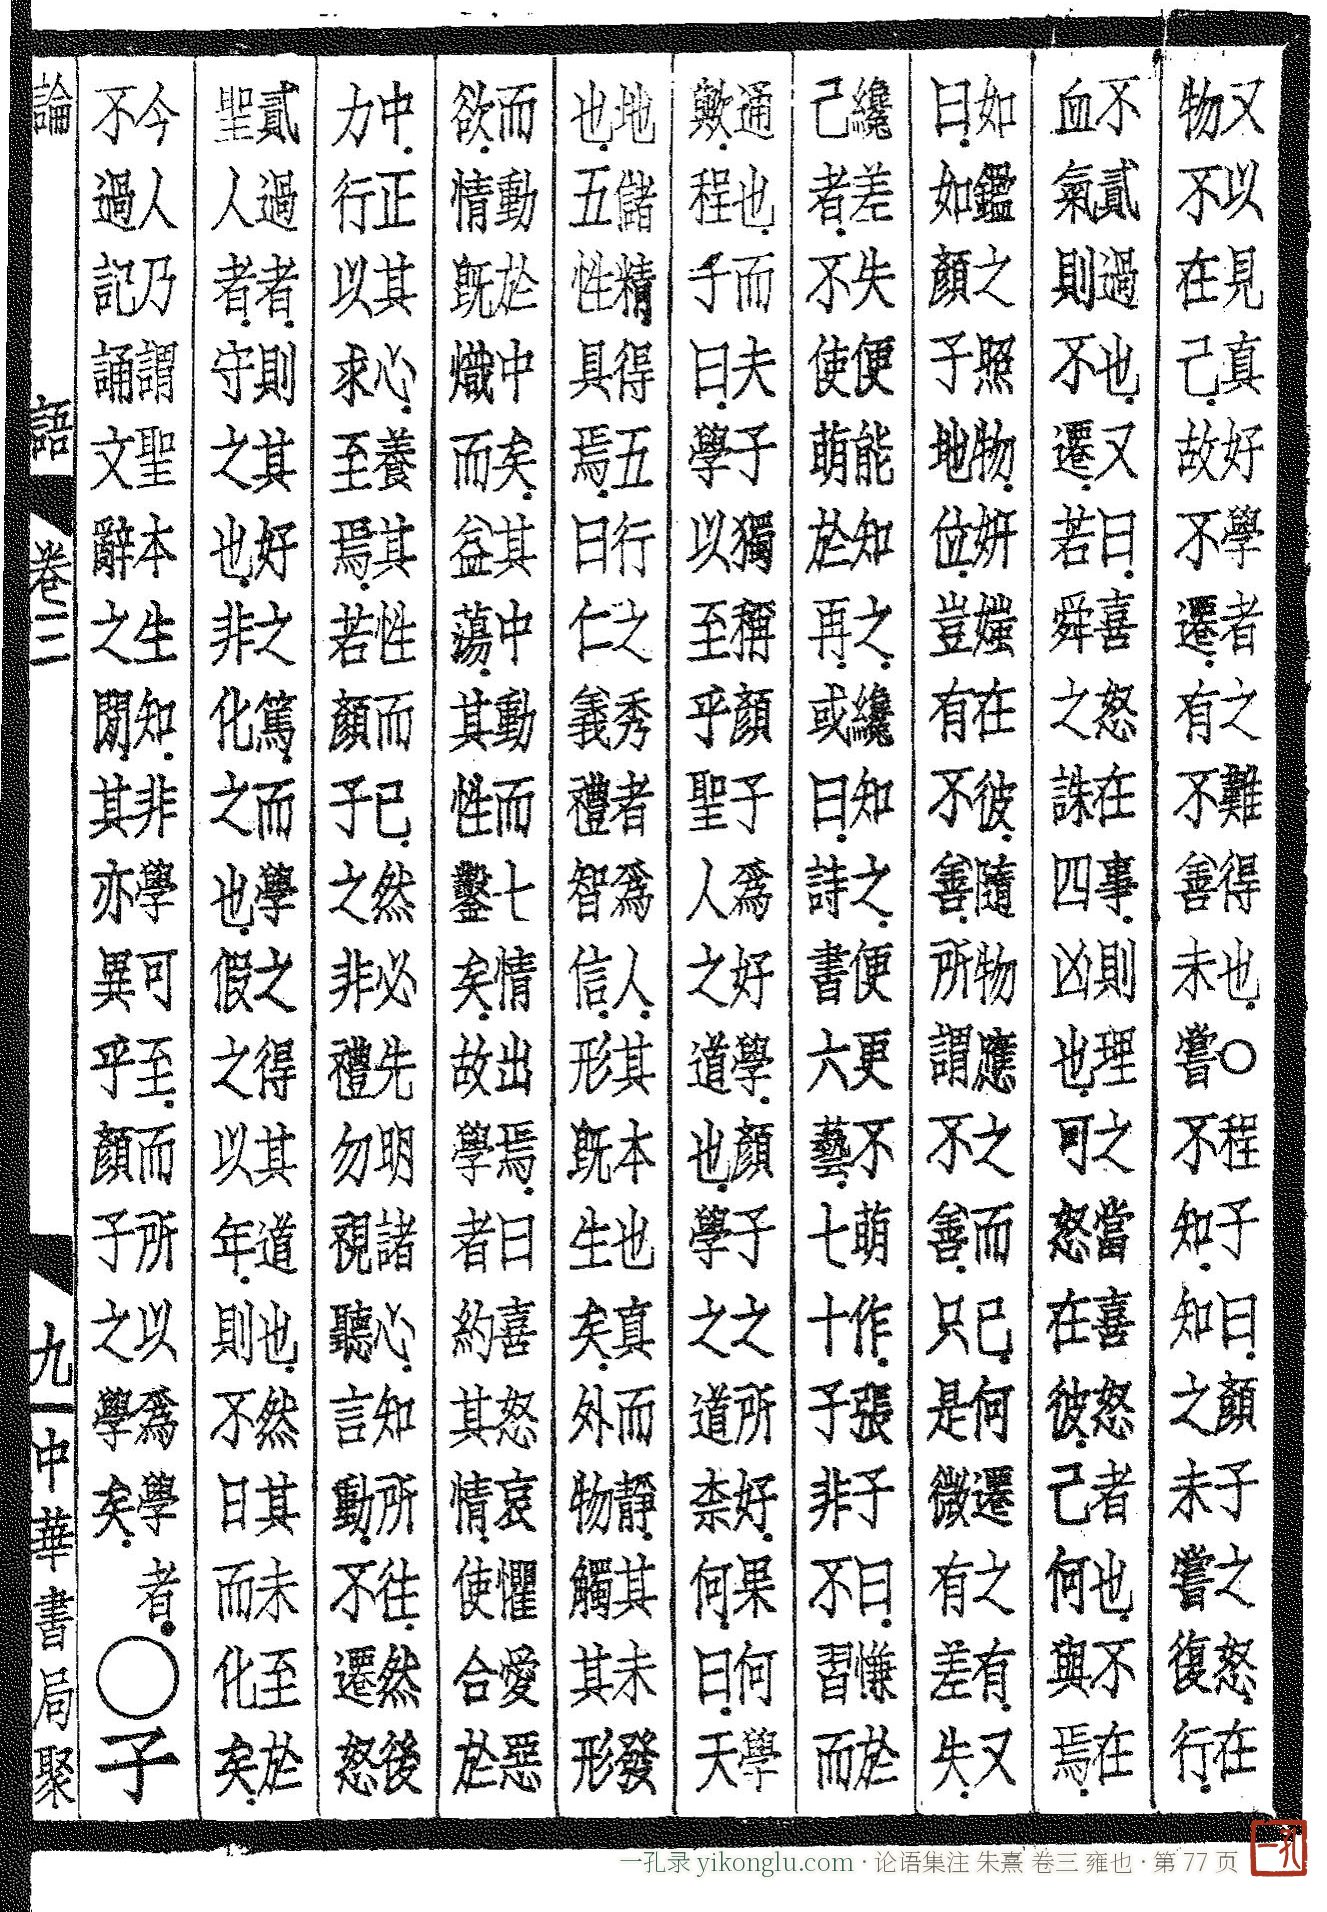 又以見真好學者之難得也。○程子曰。顏子之怒。在
物不在己。故不遷。有不善未嘗不知。知之未嘗復行。
不貳過也。又曰。喜怒在事。則理之當喜怒者也。不在
血氣則不遷。若舜之誅四凶也。可怒在彼。己何與焉。
如鑑之照物。妍媸在彼。隨物應之而已。何遷之有。又
曰。如顏子地位。豈有不善。所謂不善。只是微有差失。
纔差失便能知之。纔知之。便更不萌作。張子曰。慊於
己者。不使萌於再。或曰。詩書六藝。七十子非不習而
通也。而夫子獨稱顏子爲好學。顏子之所好。果何學
歟。程子曰。學以至乎聖人之道也。學之道柰何。曰。天
地儲精。得五行之秀者爲人。其本也真而靜。其未發
也。五性具焉。曰仁義禮智信。形既生矣。外物觸其形
而動於中矣。其中動而七情出焉。曰喜怒哀懼愛惡
欲。情既熾而益蕩。其性鑿矣。故學者約其情。使合於
中。正其心。養其性而已。然必先明諸心。知所往。然後
力行以求至焉。若顏子之非禮勿視聽言動。不遷怒
貳過者。則其好之篤。而學之得其道也。然其未至於
聖人者。守之也。非化之也。假之以年。則不日而化矣。
今人乃謂聖本生知。非學可至。而所以爲學者。
不過記誦文辭之閒。其亦異乎顏子之學矣。
○子
論語 卷三 九 中華書局聚
一孔录 yikonglu.com · 论语集注 朱熹 卷三 雍也 · 第 77 页
一孔